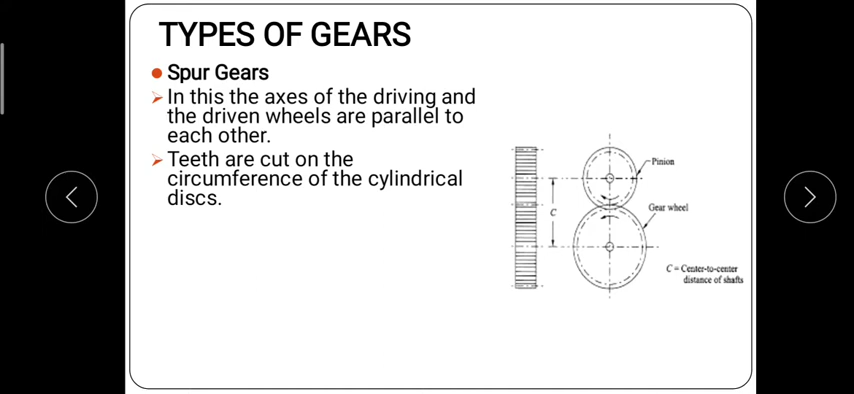 TYPES OF GEARS
Spur Gears
In this the axes of the driving and
the driven wheels are parallel to
each other.
Teeth are cut on the
circumference of the cylindrical
discs.
Pinion
Gear wheel
C
C = Center-to-center
distance of shafts